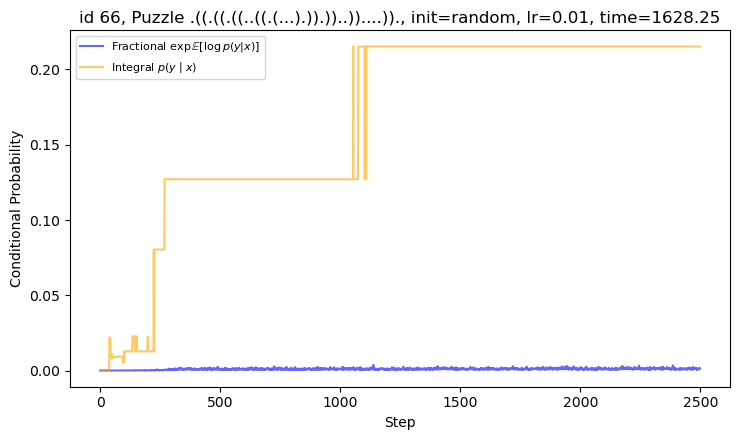 id 66, Puzzle .((.((.((..((.(...).)).))..))....))., init=random, lr=0.01, time=1628.25
Fractional exp𝔼[log p(y|x)]
Integral p(y | x)
Conditional Probability
0.20
0.15
0.10
0.05
0.00
0
500
1000
1500
2000
2500
Step